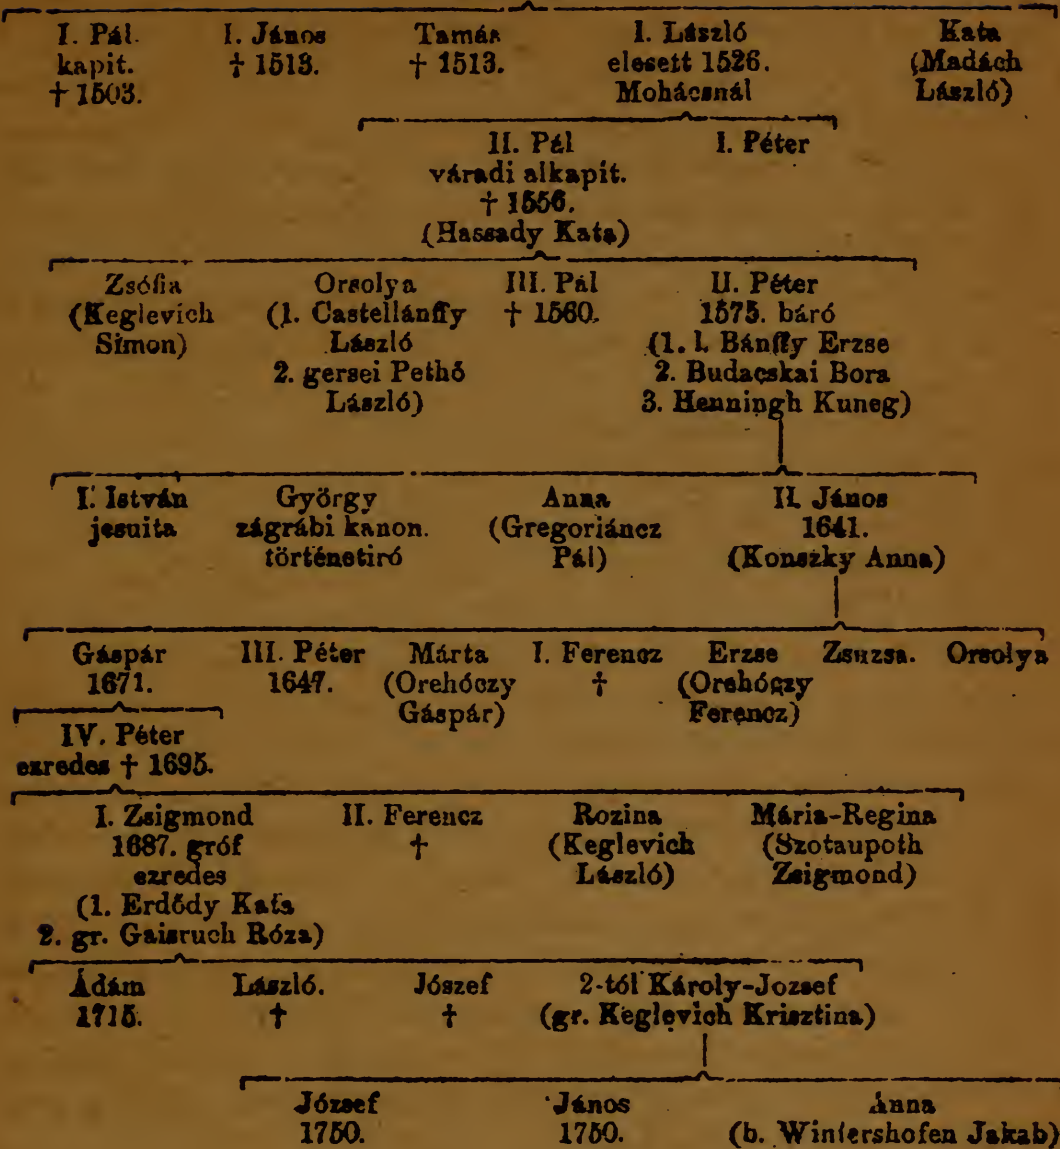 I. Pál. I. János Tamás I. László Kata
kapit. † 1513. † 1513. elesett 1526. (Madách
† 1503. Mohácsnál László)
II. Pál I. Péter
váradi alkapit.
† 1556.
(Hassady Kata)
Zsófia Orsolya III. Pál II. Péter
(Keglevich (1. Castellánffy † 1560. 1575. báró
Simon) László (1. l. Bánffy Erzse
2. gersei Pethő 2. Budacskai Bora
László) 3. Henningh Kuneg)
I. István György Anna II. János
jesuita zágrábi kanon. (Gregoriáncz 1641.
történetiró Pál) (Konszky Anna)
Gáspár III. Péter Márta I. Ferencz Erzse Zsuzsa. Orsolya
1671. 1647. (Orehóczy † (Orehóczy
Gáspár) Ferencz)
IV. Péter
ezredes † 1695.
I. Zsigmond II. Ferencz Rozina Mária-Regina
1687. gróf † (Keglevich (Szotaupoth
ezredes László) Zsigmond)
(1. Erdődy Kata
2. gr. Gaisruch Róza)
Ádám László. József 2-tól Károly-Jozsef
1715. † † (gr. Keglevich Krisztina)
József János Anna
1750. 1750. (b. Wintershofen Jakab)